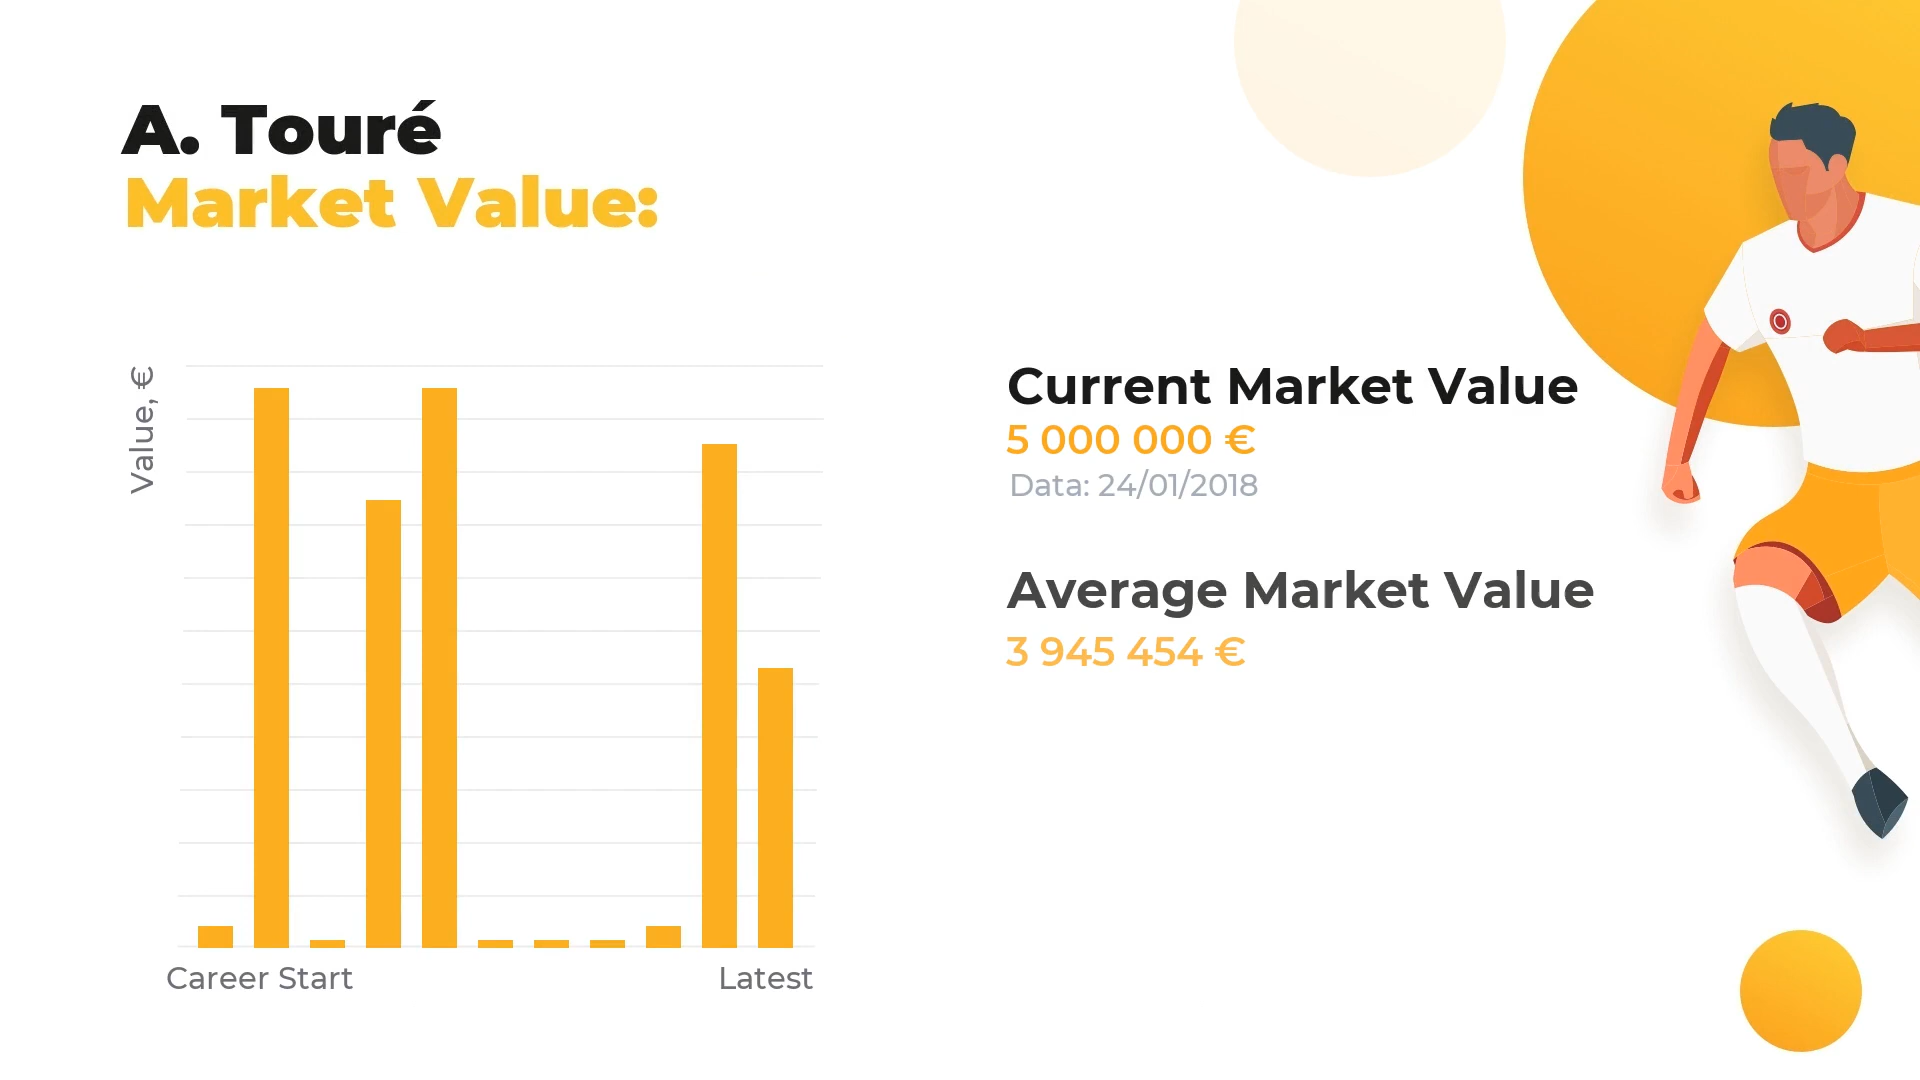 A. Touré
Market Value:
Value, €
Career Start
Latest
Current Market Value
5 000 000 €
Data: 24/01/2018
Average Market Value
3 945 454 €